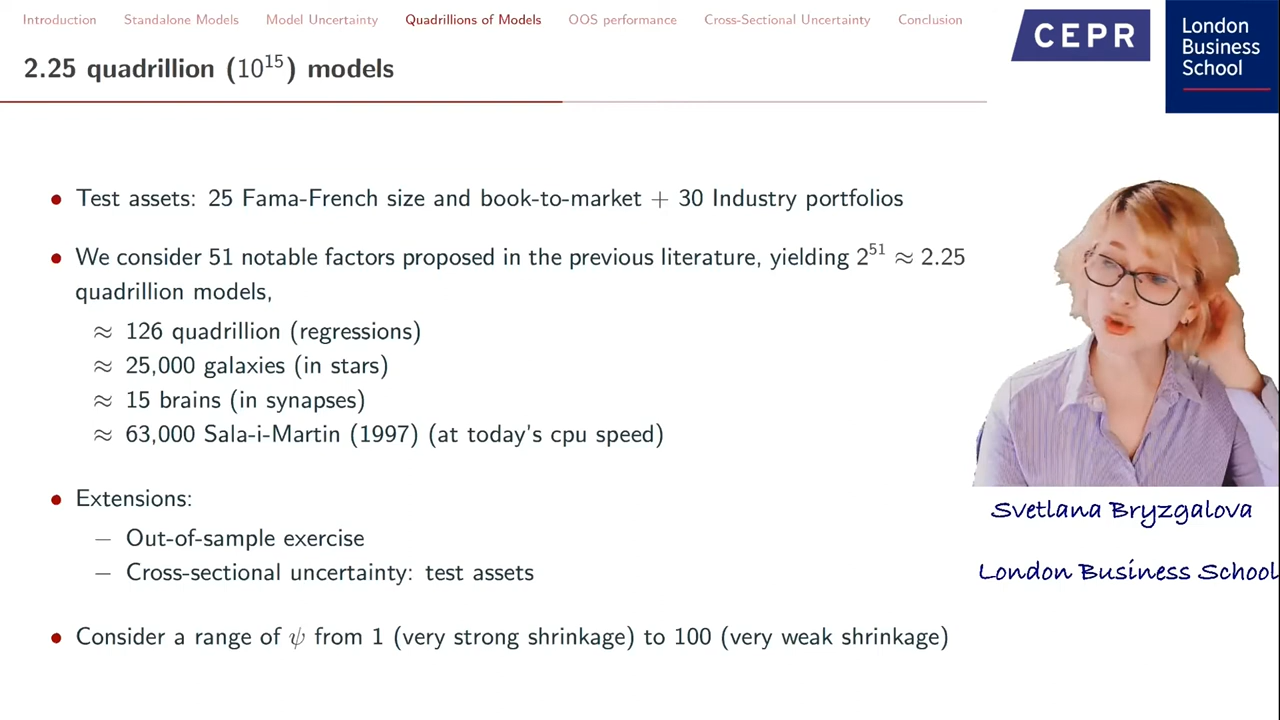 Introduction Standalone Models Model Uncertainty Quadrillions of Models OOS performance Cross-Sectional Uncertainty Conclusion
CEPR
London
Business
School
2.25 quadrillion (10^15) models
• Test assets: 25 Fama-French size and book-to-market + 30 Industry portfolios
• We consider 51 notable factors proposed in the previous literature, yielding 2^51 ≈ 2.25
quadrillion models,
≈ 126 quadrillion (regressions)
≈ 25,000 galaxies (in stars)
≈ 15 brains (in synapses)
≈ 63,000 Sala-i-Martin (1997) (at today's cpu speed)
• Extensions:
– Out-of-sample exercise
– Cross-sectional uncertainty: test assets
• Consider a range of ψ from 1 (very strong shrinkage) to 100 (very weak shrinkage)
Svetlana Bryzgalova
London Business School